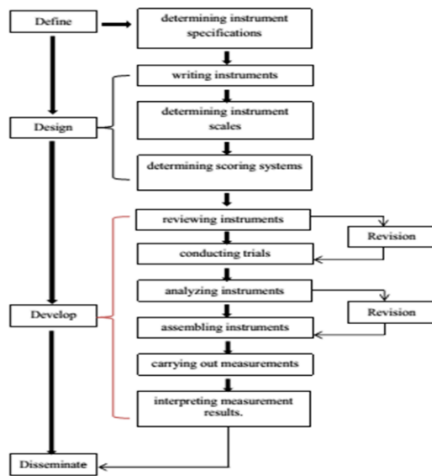 Define
determining instrument
specifications
writing instruments
Design
determining instrument
scales
determining scoring systems
reviewing instruments
Revision
conducting trials
analyzing instruments
Develop
Revision
assembling instruments
carrying out measurements
interpreting measurement
results.
Disseminate